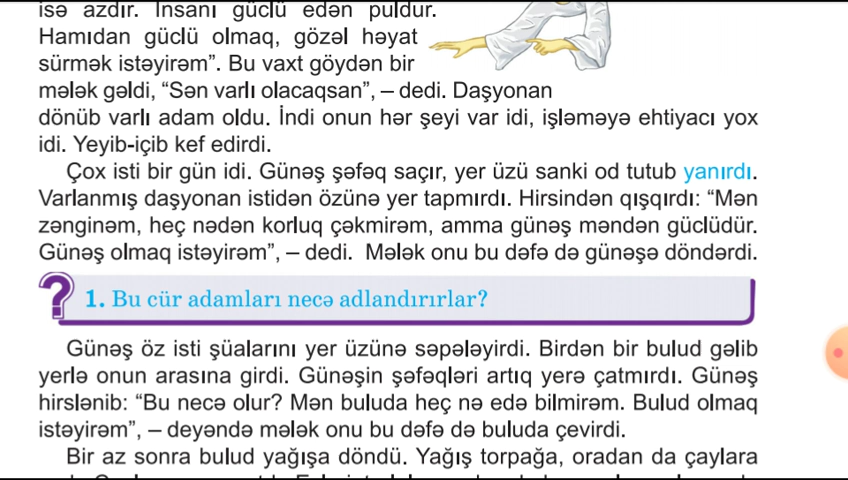 isə azdır. İnsanı güclü edən puldur.
Hamıdan güclü olmaq, gözəl həyat
sürmək istəyirəm”. Bu vaxt göydən bir
mələk gəldi, “Sən varlı olacaqsan”, – dedi. Daşyonan
dönüb varlı adam oldu. İndi onun hər şeyi var idi, işləməyə ehtiyacı yox
idi. Yeyib-içib kef edirdi.
Çox isti bir gün idi. Günəş şəfəq saçır, yer üzü sanki od tutub yanırdı.
Varlanmış daşyonan istidən özünə yer tapmırdı. Hirsindən qışqırdı: “Mən
zənginəm, heç nədən korluq çəkmirəm, amma günəş məndən güclüdür.
Günəş olmaq istəyirəm”, – dedi. Mələk onu bu dəfə də günəşə döndərdi.
? 1. Bu cür adamları necə adlandırırlar?
Günəş öz isti şüalarını yer üzünə səpələyirdi. Birdən bir bulud gəlib
yerlə onun arasına girdi. Günəşin şəfəqləri artıq yerə çatmırdı. Günəş
hirslənib: “Bu necə olur? Mən buluda heç nə edə bilmirəm. Bulud olmaq
istəyirəm”, – deyəndə mələk onu bu dəfə də buluda çevirdi.
Bir az sonra bulud yağışa döndü. Yağış torpağa, oradan da çaylara